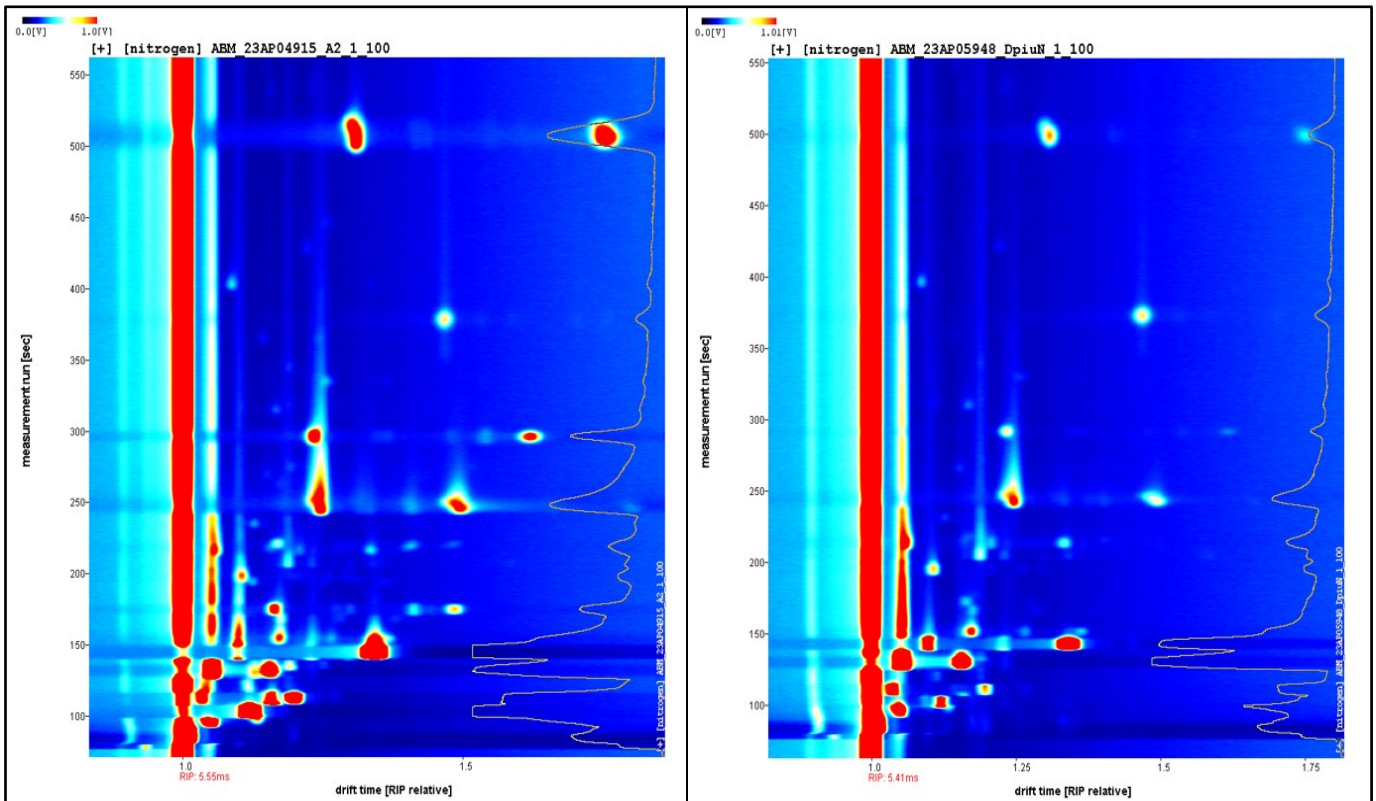 0.0[V] 1.0[V]
[+] [nitrogen] ABM_23AP04915_A2_1_100
550
500
450
400
350
300
250
200
150
100
measurement run [sec]
1.0 1.5
RIP: 5.55ms
drift time [RIP relative]
[+] [nitrogen] ABM_23AP04915_A2_1_100
0.0[V] 1.01[V]
[+] [nitrogen] ABM_23AP05948_DpiuN_1_100
550
500
450
400
350
300
250
200
150
100
measurement run [sec]
1.0 1.25 1.5 1.75
RIP: 5.41ms
drift time [RIP relative]
[+] [nitrogen] ABM_23AP05948_DpiuN_1_100